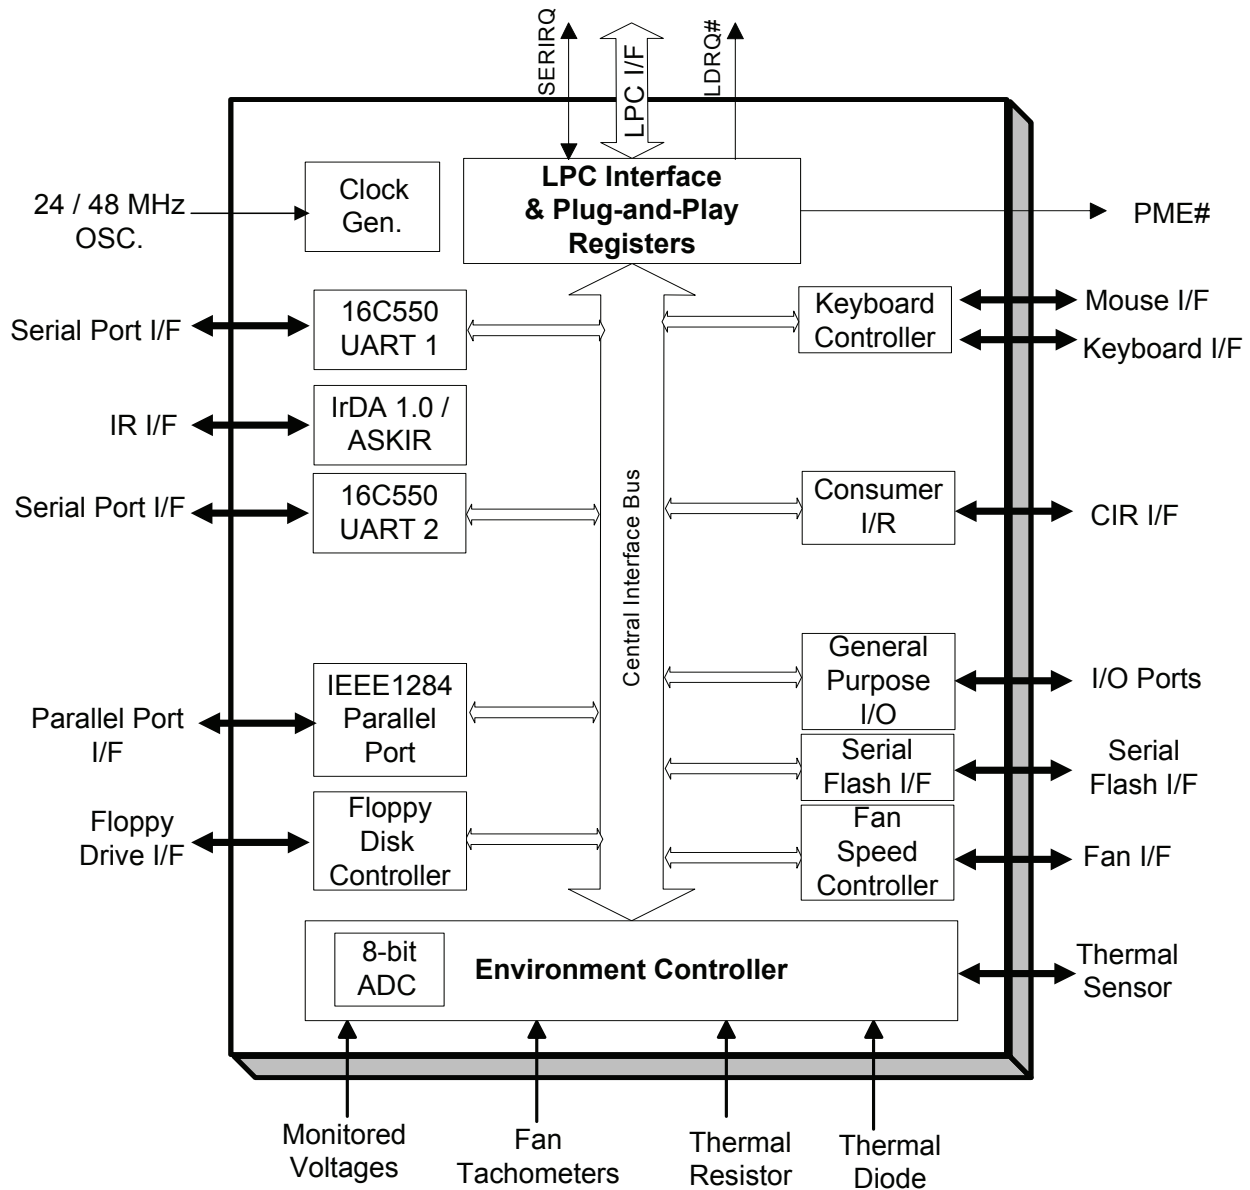 SERIRQ
LPC I/F
LDRQ#
24 / 48 MHz
OSC.
Clock
Gen.
LPC Interface
& Plug-and-Play
Registers
PME#
Serial Port I/F
16C550
UART 1
Keyboard
Controller
Mouse I/F
Keyboard I/F
IR I/F
IrDA 1.0 /
ASKIR
Serial Port I/F
16C550
UART 2
Central Interface Bus
Consumer
I/R
CIR I/F
General
Purpose
I/O
I/O Ports
Parallel Port
I/F
IEEE1284
Parallel
Port
Serial
Flash I/F
Serial
Flash I/F
Floppy
Drive I/F
Floppy
Disk
Controller
Fan
Speed
Controller
Fan I/F
8-bit
ADC
Environment Controller
Thermal
Sensor
Monitored
Voltages
Fan
Tachometers
Thermal
Resistor
Thermal
Diode